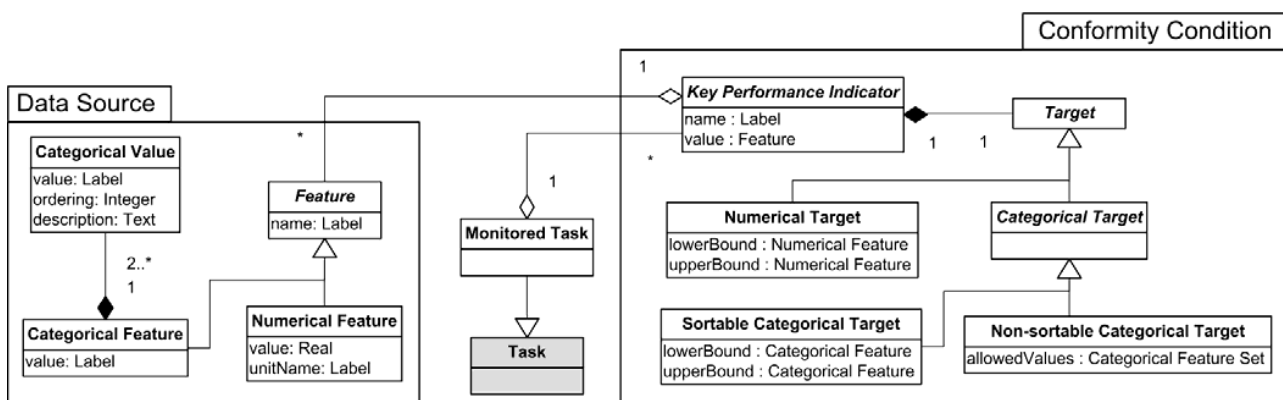 Conformity Condition
Data Source
1
Key Performance Indicator
name : Label
value : Feature
Target
1
1
*
*
Categorical Value
value: Label
ordering: Integer
description: Text
Feature
name: Label
1
Monitored Task
Numerical Target
lowerBound : Numerical Feature
upperBound : Numerical Feature
Categorical Target
2..*
1
Categorical Feature
value: Label
Numerical Feature
value: Real
unitName: Label
Task
Sortable Categorical Target
lowerBound : Categorical Feature
upperBound : Categorical Feature
Non-sortable Categorical Target
allowedValues : Categorical Feature Set